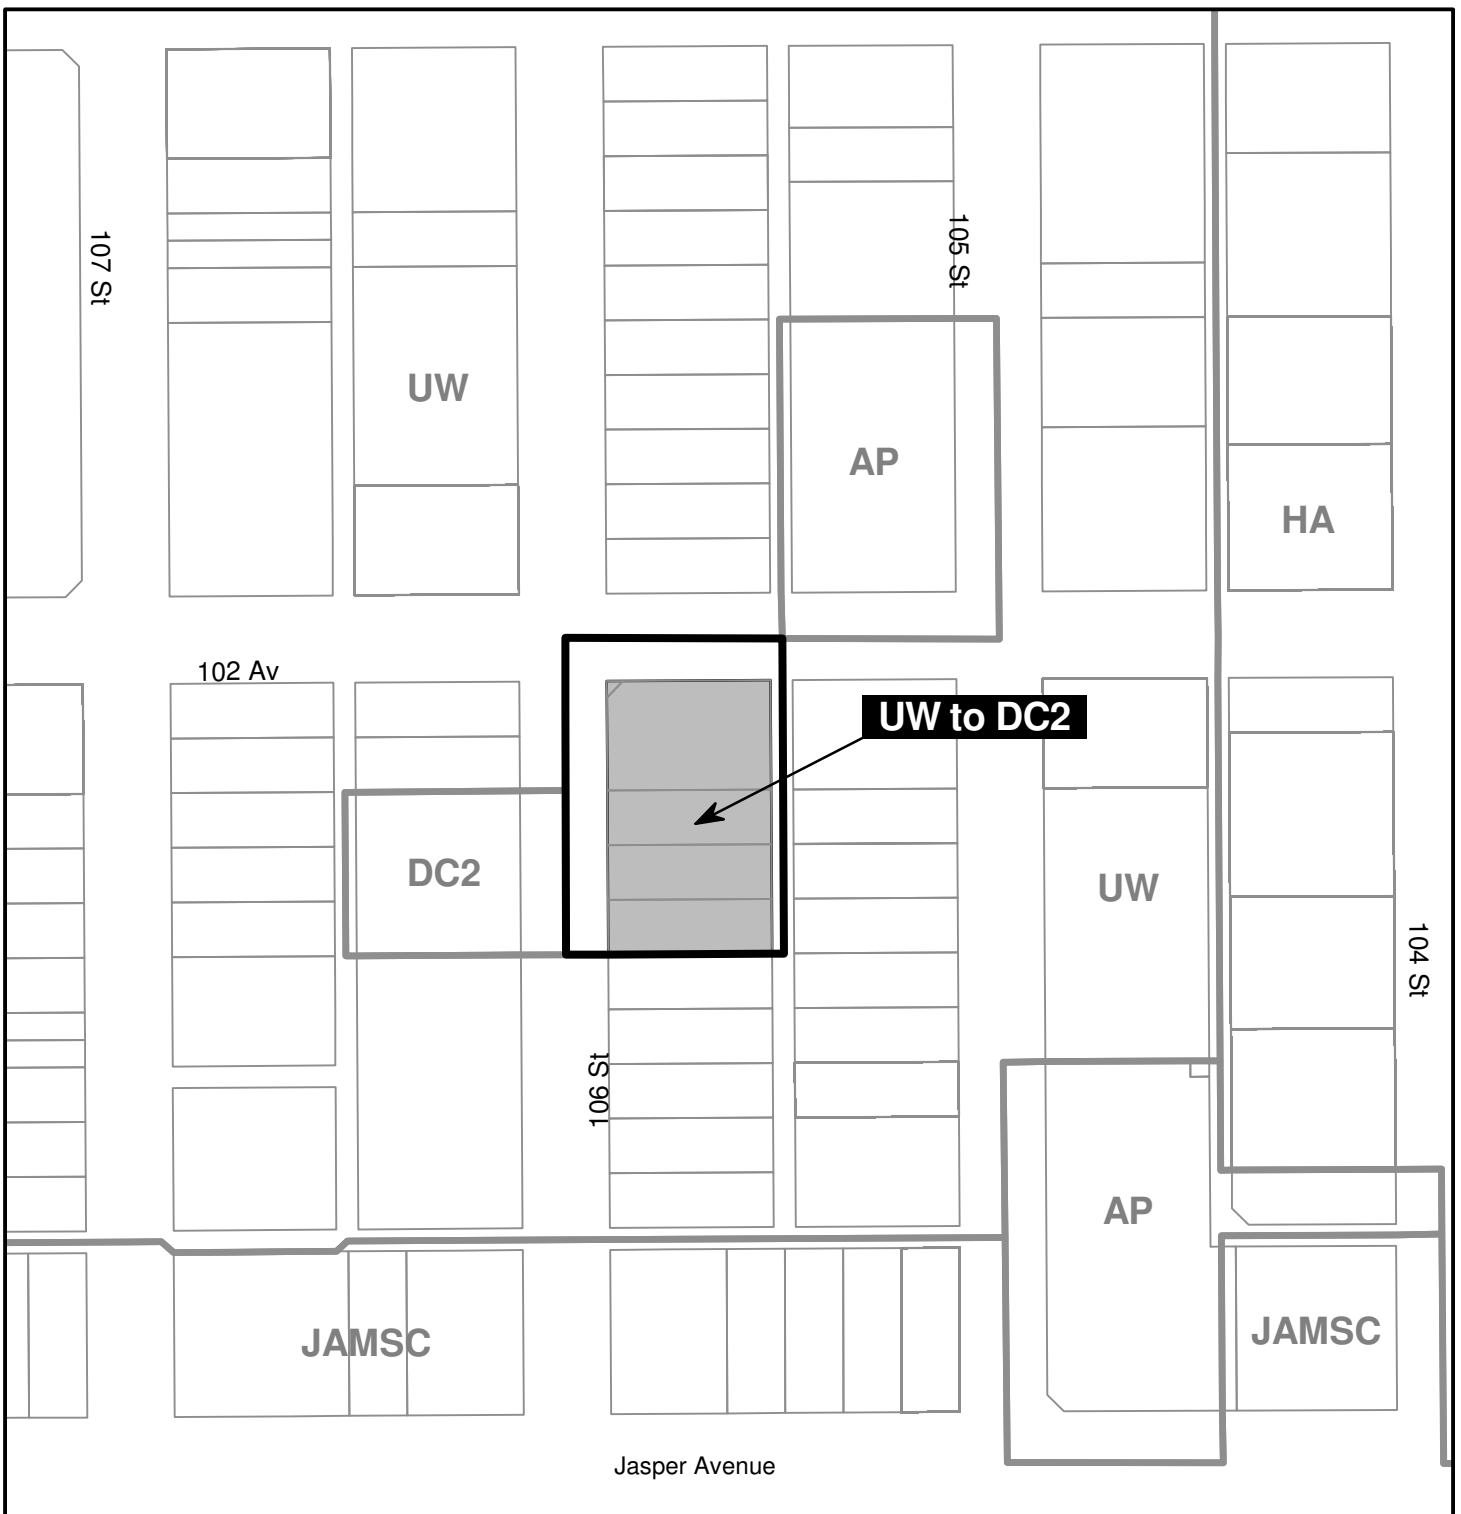 107 St
105 St
UW
AP
HA
102 Av
UW to DC2
DC2
UW
104 St
106 St
AP
JAMSC
JAMSC
Jasper Avenue